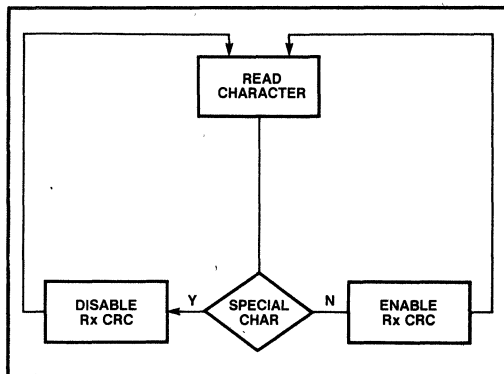 READ
CHARACTER
Y
N
DISABLE
Rx CRC
SPECIAL
CHAR
ENABLE
Rx CRC